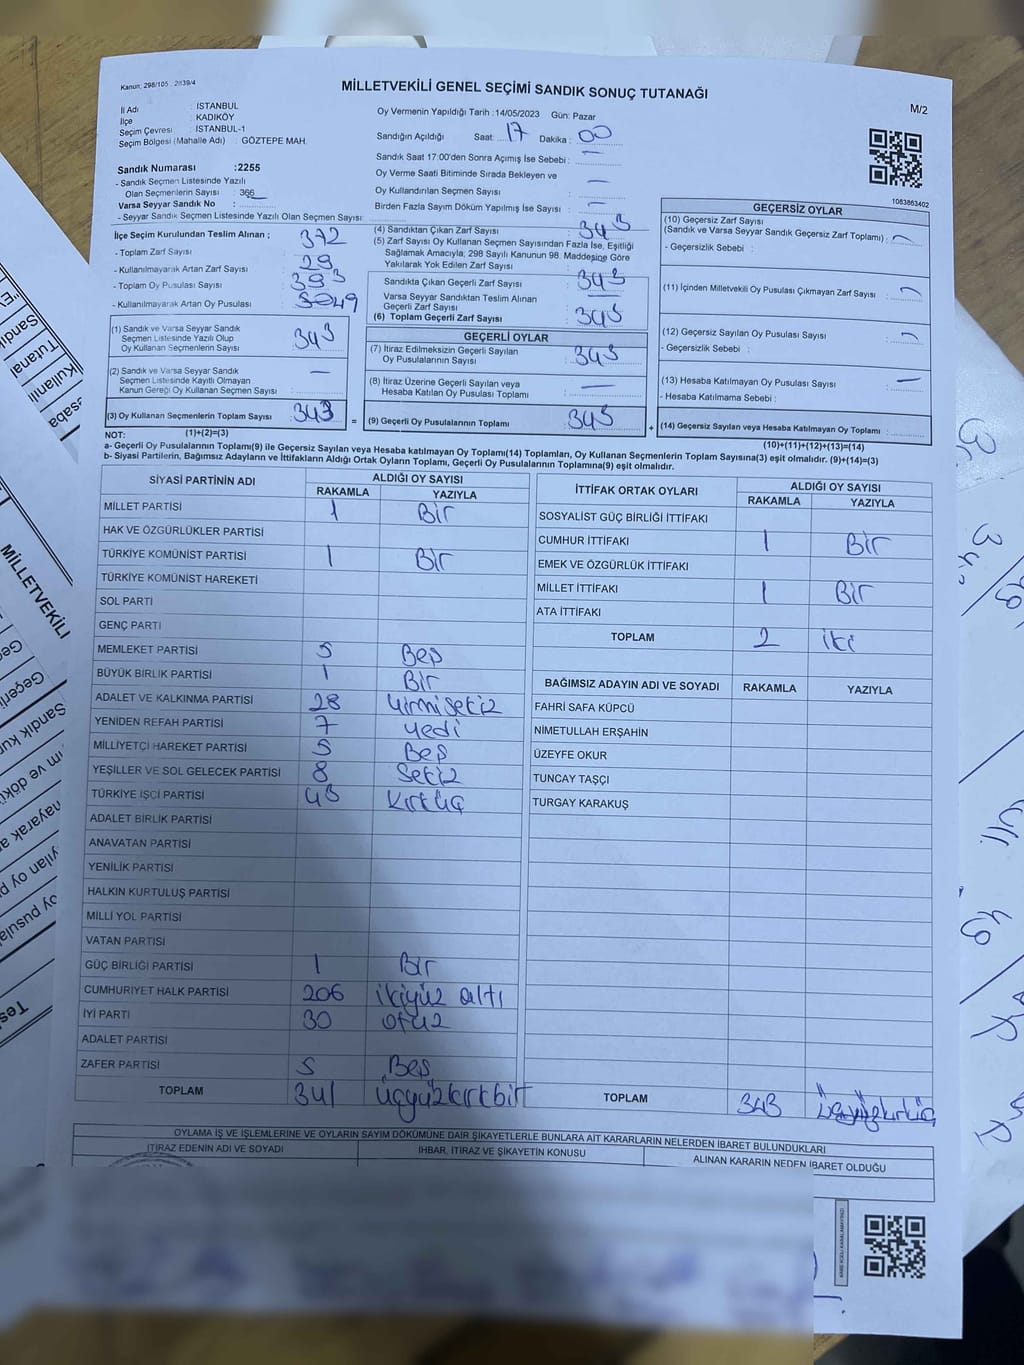 Kanun: 298/105 - 2839/4
MİLLETVEKİLİ GENEL SEÇİMİ SANDIK SONUÇ TUTANAĞI
M/2
İl Adı : İSTANBUL
İlçe : KADIKÖY
Seçim Çevresi : İSTANBUL-1
Seçim Bölgesi (Mahalle Adı) : GÖZTEPE MAH.
Oy Vermenin Yapıldığı Tarih : 14/05/2023 Gün: Pazar
Sandığın Açıldığı Saat: 17 Dakika : 00
Sandık Saat 17:00'den Sonra Açımış İse Sebebi : —
Oy Verme Saati Bitiminde Sırada Bekleyen ve
Oy Kullandırılan Seçmen Sayısı : —
Birden Fazla Sayım Döküm Yapılmış İse Sayısı : —
Sandık Numarası :2255
- Sandık Seçmen Listesinde Yazılı
Olan Seçmenlerin Sayısı : 366
Varsa Seyyar Sandık No :
- Seyyar Sandık Seçmen Listesinde Yazılı Olan Seçmen Sayısı:
1083863402
İlçe Seçim Kurulundan Teslim Alınan ;
- Toplam Zarf Sayısı : 372
- Kullanılmayarak Artan Zarf Sayısı : 29
- Toplam Oy Pusulası Sayısı : 393
- Kullanılmayarak Artan Oy Pusulası :
(1) Sandık ve Varsa Seyyar Sandık
Seçmen Listesinde Yazılı Olup
Oy Kullanan Seçmenlerin Sayısı : 343
(2) Sandık ve Varsa Seyyar Sandık
Seçmen Listesinde Kayıtlı Olmayan
Kanun Gereği Oy Kullanan Seçmen Sayısı : —
(3) Oy Kullanan Seçmenlerin Toplam Sayısı : 343
(1)+(2)=(3)
(4) Sandıktan Çıkan Zarf Sayısı : 343
(5) Zarf Sayısı Oy Kullanan Seçmen Sayısından Fazla İse, Eşitliği
Sağlamak Amacıyla; 298 Sayılı Kanunun 98. Maddesine Göre
Yakılarak Yok Edilen Zarf Sayısı :
Sandıkta Çıkan Geçerli Zarf Sayısı : 343
Varsa Seyyar Sandıktan Teslim Alınan
Geçerli Zarf Sayısı : —
(6) Toplam Geçerli Zarf Sayısı : 343
GEÇERLİ OYLAR
(7) İtiraz Edilmeksizin Geçerli Sayılan
Oy Pusulalarının Sayısı : 343
(8) İtiraz Üzerine Geçerli Sayılan veya
Hesaba Katılan Oy Pusulası Toplamı : —
= (9) Geçerli Oy Pusulalarının Toplamı : 343 +
GEÇERSİZ OYLAR
(10) Geçersiz Zarf Sayısı
(Sandık ve Varsa Seyyar Sandık Geçersiz Zarf Toplamı) : —
- Geçersizlik Sebebi :
(11) İçinden Milletvekili Oy Pusulası Çıkmayan Zarf Sayısı : —
(12) Geçersiz Sayılan Oy Pusulası Sayısı : —
- Geçersizlik Sebebi :
(13) Hesaba Katılmayan Oy Pusulası Sayısı : —
- Hesaba Katılmama Sebebi :
(14) Geçersiz Sayılan veya Hesaba Katılmayan Oy Toplamı :
(10)+(11)+(12)+(13)=(14)
NOT:
a- Geçerli Oy Pusulalarının Toplamı(9) ile Geçersiz Sayılan veya Hesaba katılmayan Oy Toplamı(14) Toplamları, Oy Kullanan Seçmenlerin Toplam Sayısına(3) eşit olmalıdır. (9)+(14)=(3)
b- Siyasi Partilerin, Bağımsız Adayların ve İttifakların Aldığı Ortak Oyların Toplamı, Geçerli Oy Pusulalarının Toplamına(9) eşit olmalıdır.
SİYASİ PARTİNİN ADI ALDIĞI OY SAYISI
RAKAMLA YAZIYLA
MİLLET PARTİSİ 1 Bir
HAK VE ÖZGÜRLÜKLER PARTİSİ
TÜRKİYE KOMÜNİST PARTİSİ 1 Bir
TÜRKİYE KOMÜNİST HAREKETİ
SOL PARTİ
GENÇ PARTİ
MEMLEKET PARTİSİ 5 Beş
BÜYÜK BİRLİK PARTİSİ 1 Bir
ADALET VE KALKINMA PARTİSİ 28 Yirmisekiz
YENİDEN REFAH PARTİSİ 7 yedi
MİLLİYETÇİ HAREKET PARTİSİ 5 Beş
YEŞİLLER VE SOL GELECEK PARTİSİ 8 Sekiz
TÜRKİYE İŞÇİ PARTİSİ 43 Kırküç
ADALET BİRLİK PARTİSİ
ANAVATAN PARTİSİ
YENİLİK PARTİSİ
HALKIN KURTULUŞ PARTİSİ
MİLLİ YOL PARTİSİ
VATAN PARTİSİ
GÜÇ BİRLİĞİ PARTİSİ 1 Bir
CUMHURİYET HALK PARTİSİ 206 ikiyüz altı
İYİ PARTİ 30 otuz
ADALET PARTİSİ
ZAFER PARTİSİ 5 Beş
TOPLAM 341 üçyüzkırkbir
İTTİFAK ORTAK OYLARI ALDIĞI OY SAYISI
RAKAMLA YAZIYLA
SOSYALİST GÜÇ BİRLİĞİ İTTİFAKI
CUMHUR İTTİFAKI 1 Bir
EMEK VE ÖZGÜRLÜK İTTİFAKI
MİLLET İTTİFAKI 1 Bir
ATA İTTİFAKI
TOPLAM 2 iki
BAĞIMSIZ ADAYIN ADI VE SOYADI RAKAMLA YAZIYLA
FAHRİ SAFA KÜPCÜ
NİMETULLAH ERŞAHİN
ÜZEYFE OKUR
TUNCAY TAŞÇI
TURGAY KARAKUŞ
TOPLAM 343 üçyüzkırküç
OYLAMA İŞ VE İŞLEMLERİNE VE OYLARIN SAYIM DÖKÜMÜNE DAİR ŞİKAYETLERLE BUNLARA AİT KARARLARIN NELERDEN İBARET BULUNDUKLARI
İTİRAZ EDENİN ADI VE SOYADI İHBAR, İTİRAZ VE ŞİKAYETİN KONUSU ALINAN KARARIN NEDEN İBARET OLDUĞU
MİLLETVEKİLİ